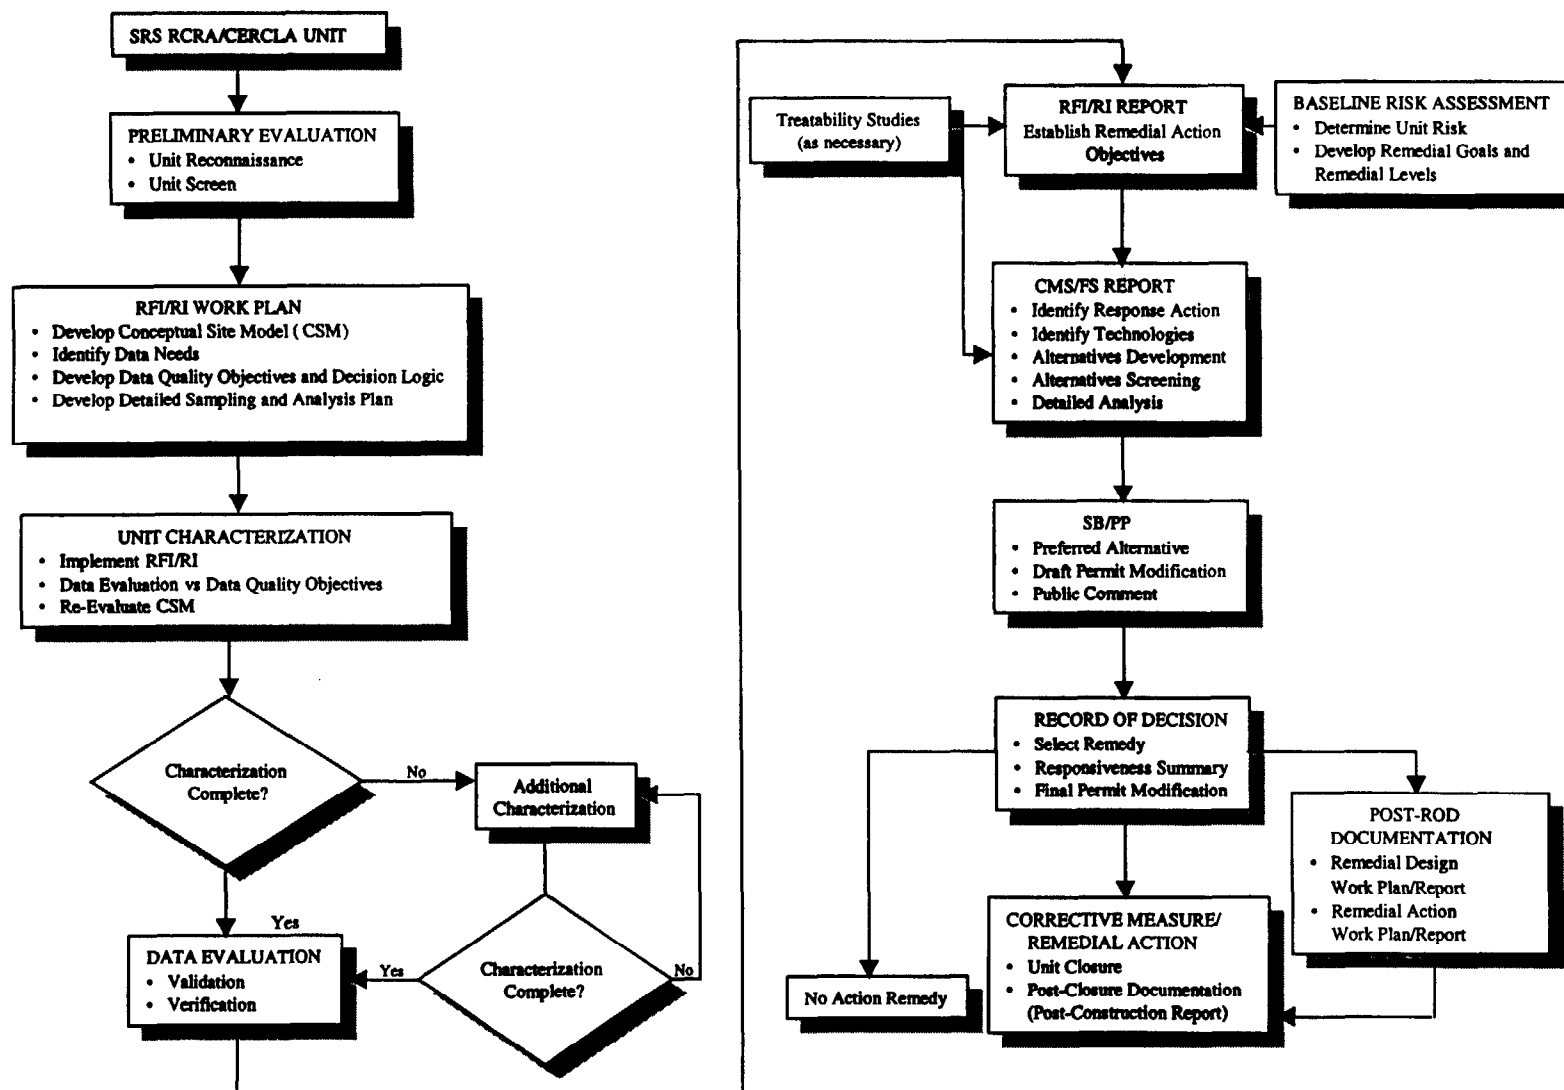 SRS RCRA/CERCLA UNIT
PRELIMINARY EVALUATION
• Unit Reconnaissance
• Unit Screen
RFI/RI WORK PLAN
• Develop Conceptual Site Model (CSM)
• Identify Data Needs
• Develop Data Quality Objectives and Decision Logic
• Develop Detailed Sampling and Analysis Plan
UNIT CHARACTERIZATION
• Implement RFI/RI
• Data Evaluation vs Data Quality Objectives
• Re-Evaluate CSM
Characterization
Complete?
No
Additional
Characterization
Yes
DATA EVALUATION
• Validation
• Verification
Yes
Characterization
Complete?
No
Treatability Studies
(as necessary)
RFI/RI REPORT
Establish Remedial Action
Objectives
BASELINE RISK ASSESSMENT
• Determine Unit Risk
• Develop Remedial Goals and
Remedial Levels
CMS/FS REPORT
• Identify Response Action
• Identify Technologies
• Alternatives Development
• Alternatives Screening
• Detailed Analysis
SB/PP
• Preferred Alternative
• Draft Permit Modification
• Public Comment
RECORD OF DECISION
• Select Remedy
• Responsiveness Summary
• Final Permit Modification
POST-ROD
DOCUMENTATION
• Remedial Design
Work Plan/Report
• Remedial Action
Work Plan/Report
No Action Remedy
CORRECTIVE MEASURE/
REMEDIAL ACTION
• Unit Closure
• Post-Closure Documentation
(Post-Construction Report)